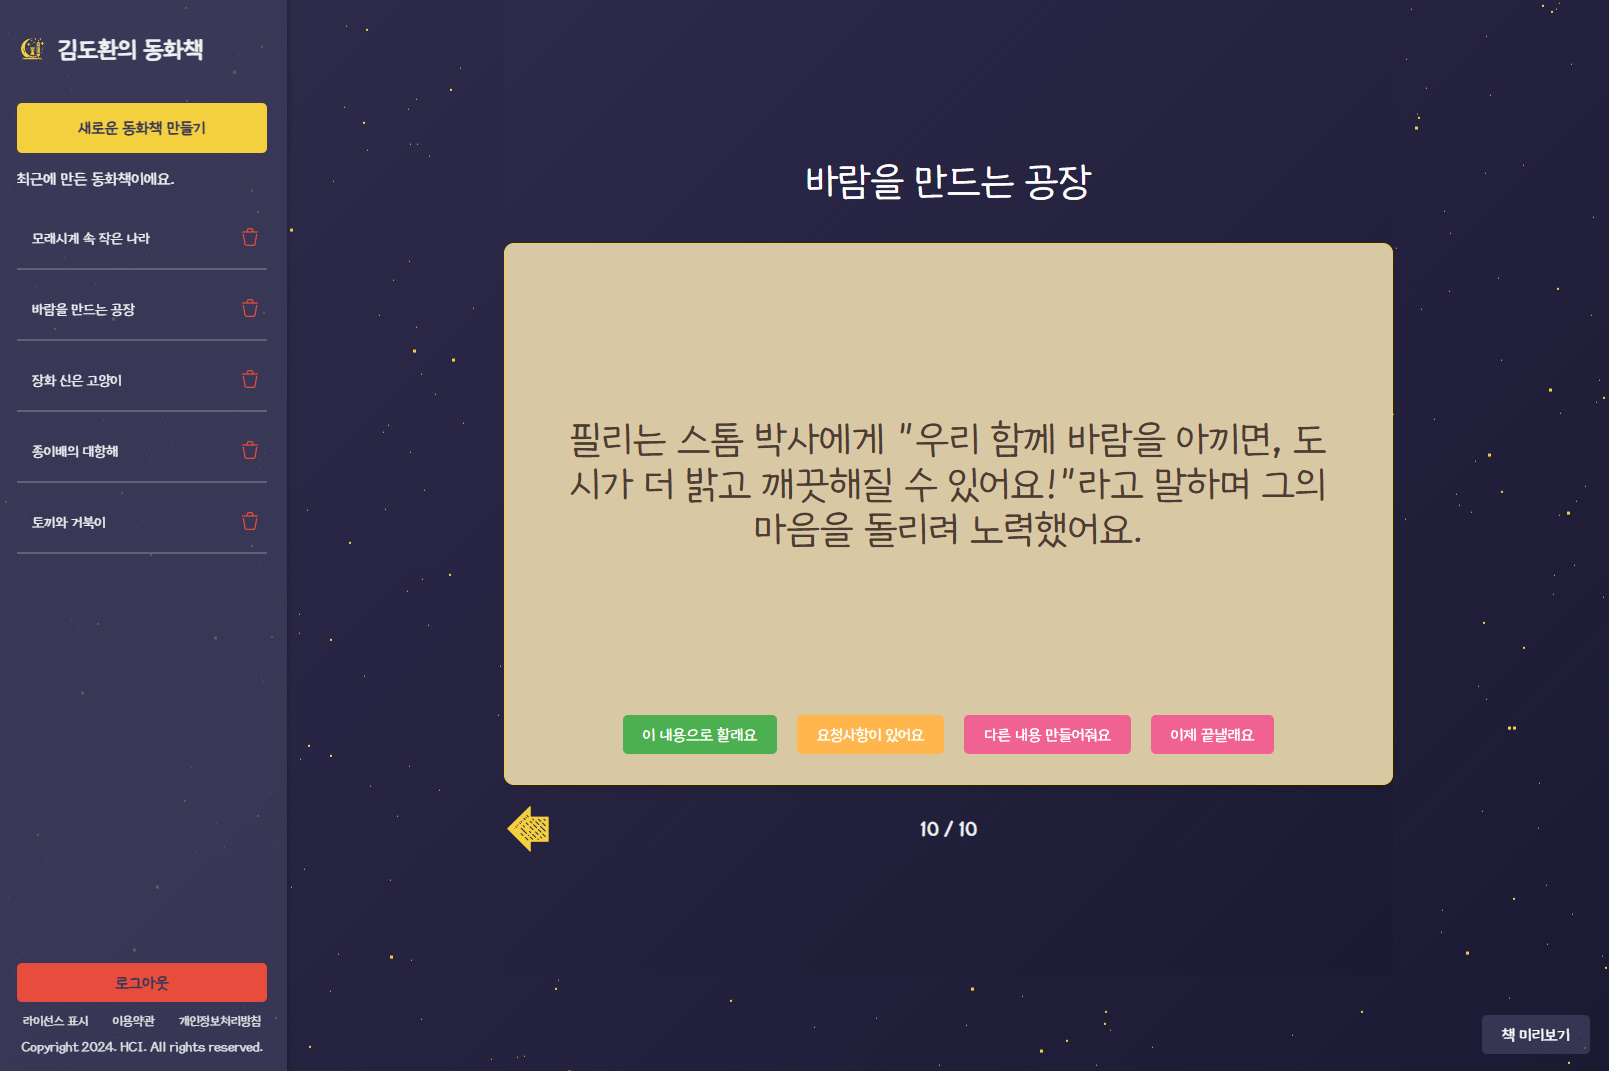 김도환의 동화책
새로운 동화책 만들기
최근에 만든 동화책이에요.
모래시계 속 작은 나라
바람을 만드는 공장
장화 신은 고양이
종이배의 대항해
토끼와 거북이
로그아웃
라이선스 표시 이용약관 개인정보처리방침
Copyright 2024. HCI. All rights reserved.
바람을 만드는 공장
필리는 스톰 박사에게 "우리 함께 바람을 아끼면, 도
시가 더 밝고 깨끗해질 수 있어요!"라고 말하며 그의
마음을 돌리려 노력했어요.
이 내용으로 할래요 요청사항이 있어요 다른 내용 만들어줘요 이제 끝낼래요
10 / 10
책 미리보기